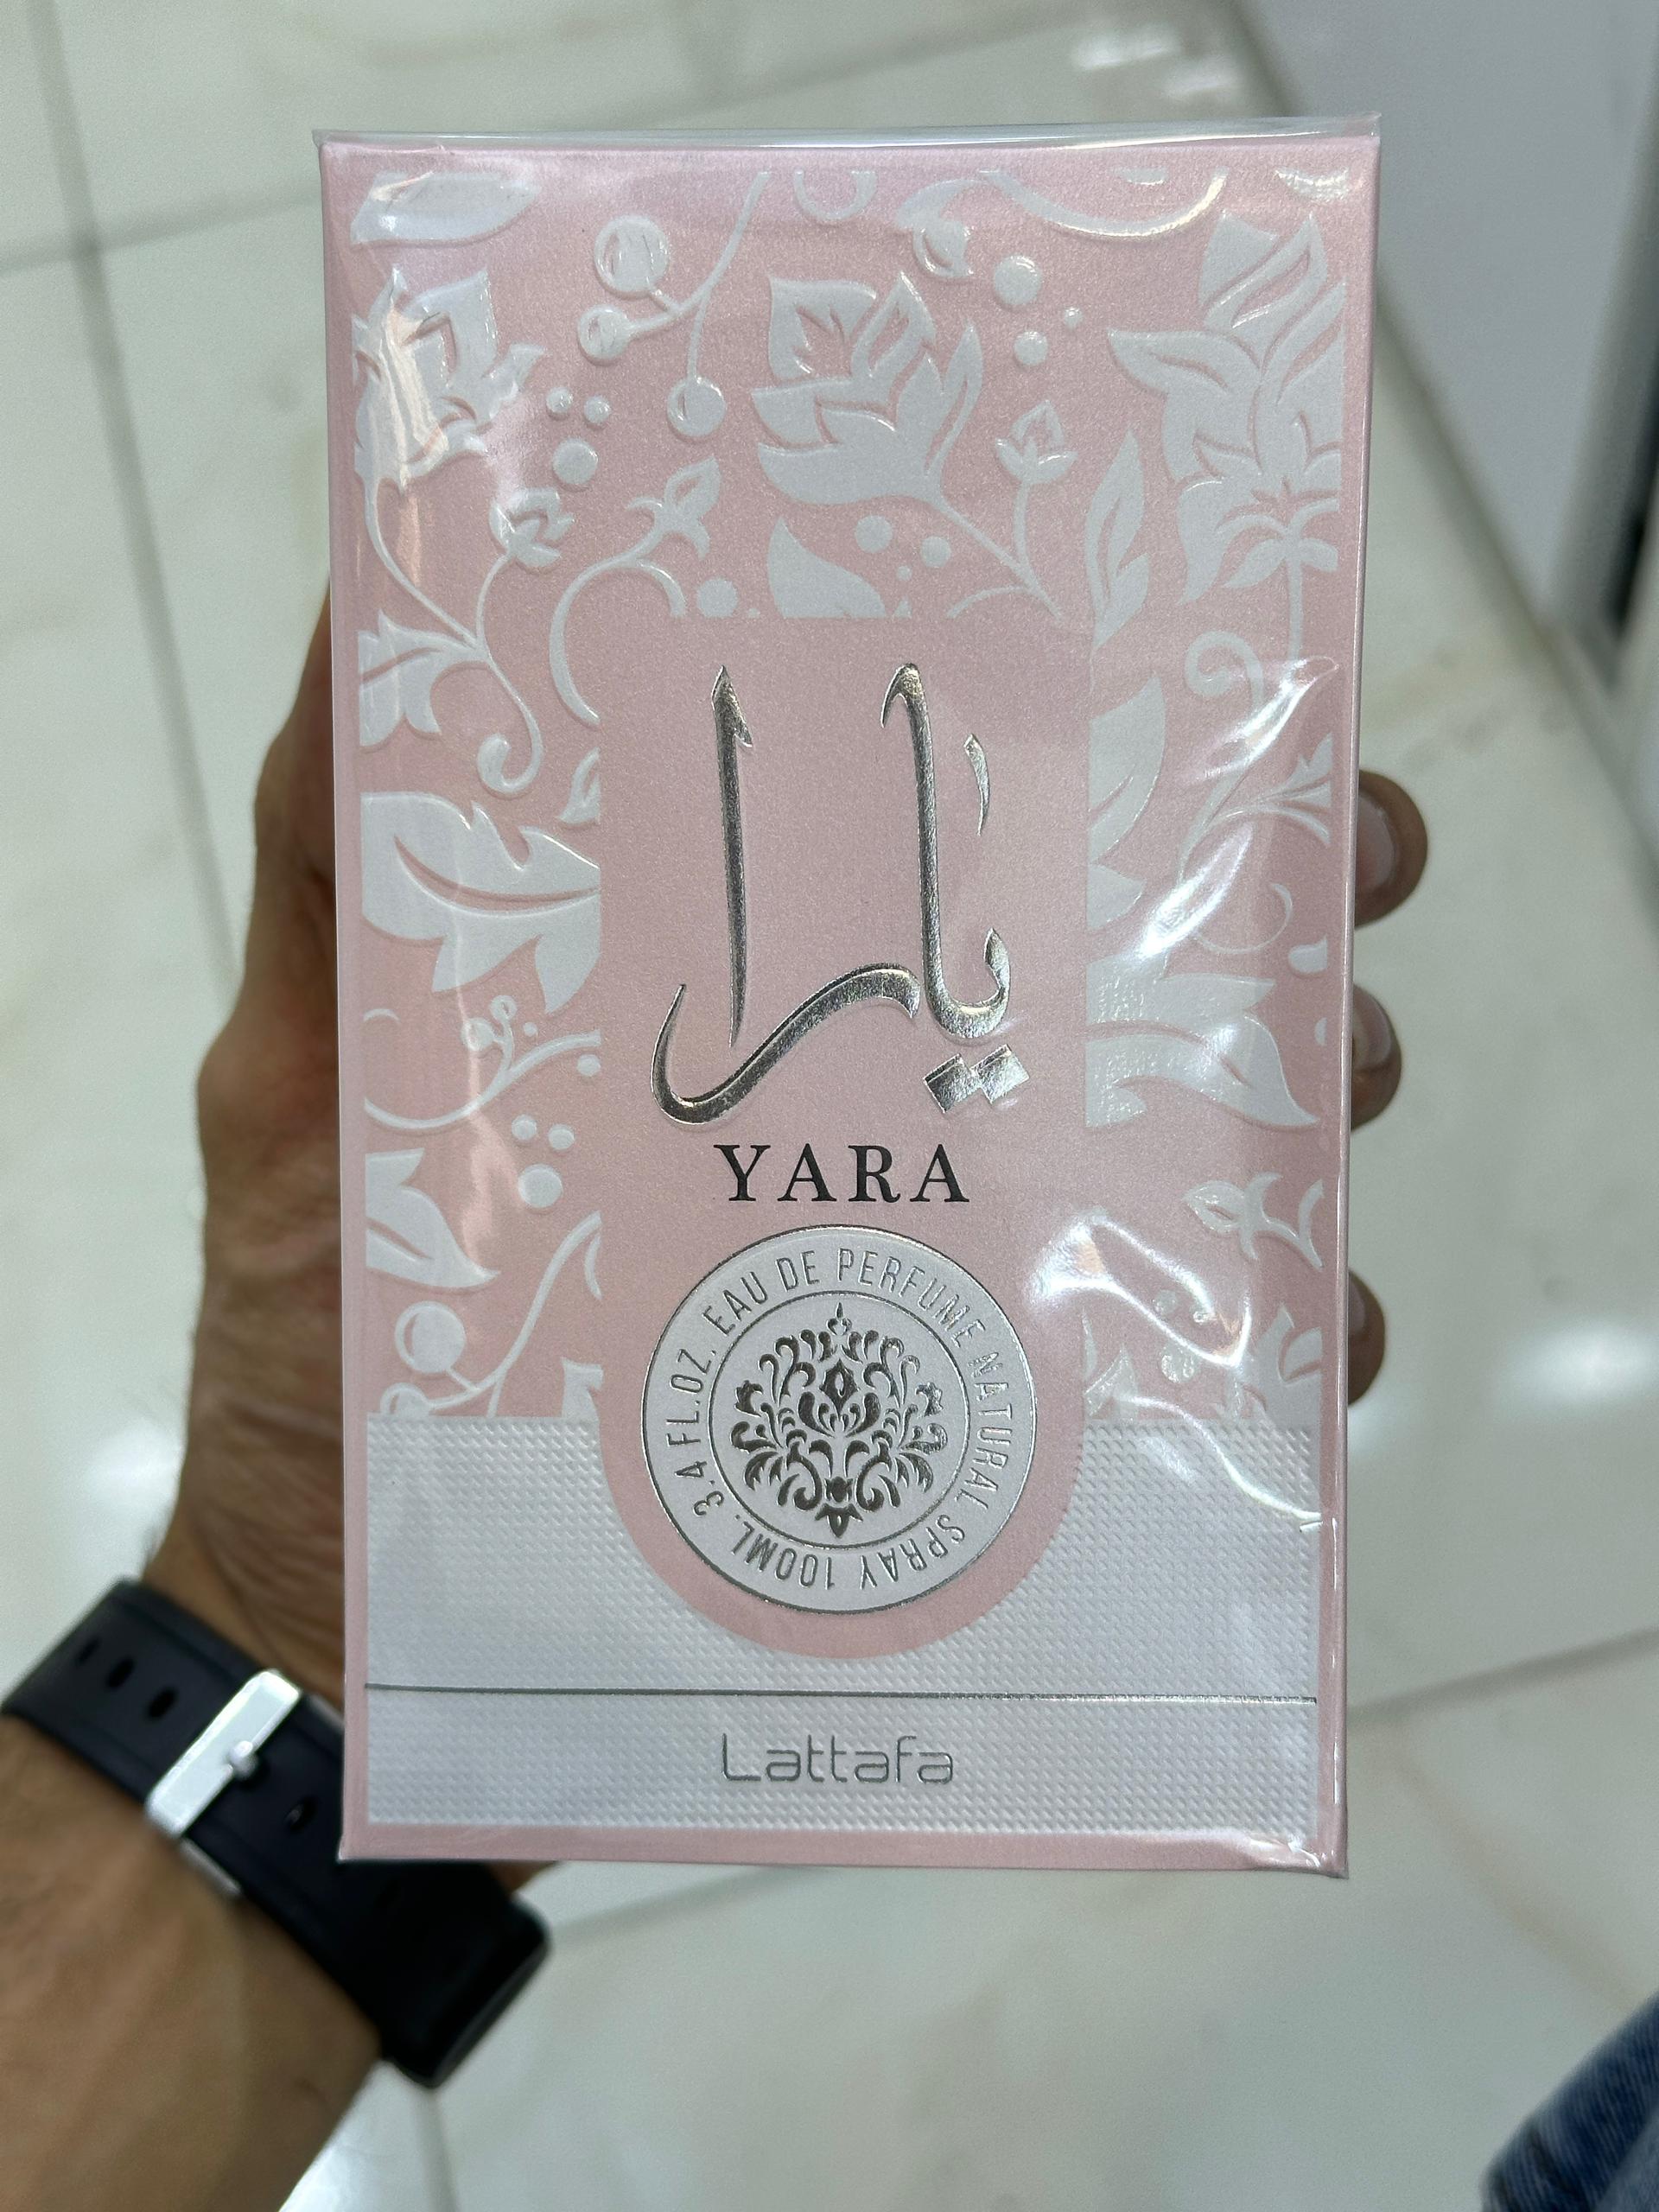 يارا
YARA
EAU DE PERFUME NATURAL SPRAY 100ML. 3.4 FL.OZ.
Lattafa